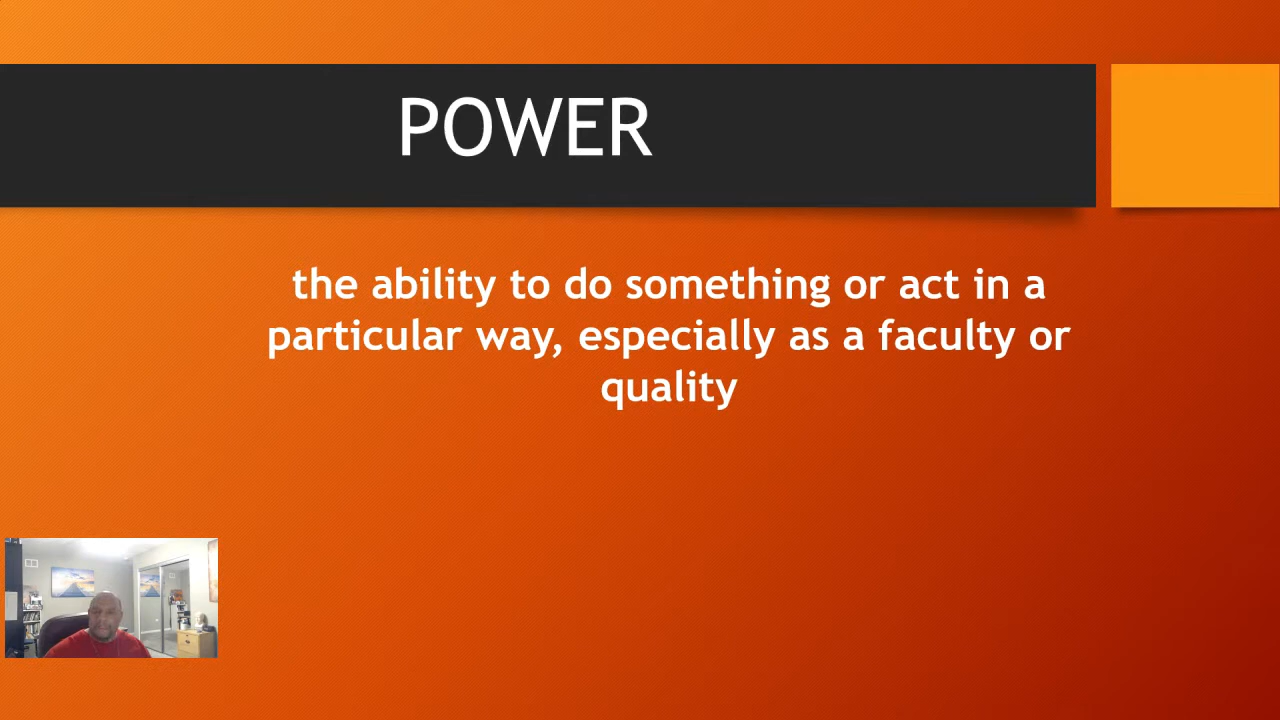 POWER
the ability to do something or act in a
particular way, especially as a faculty or
quality